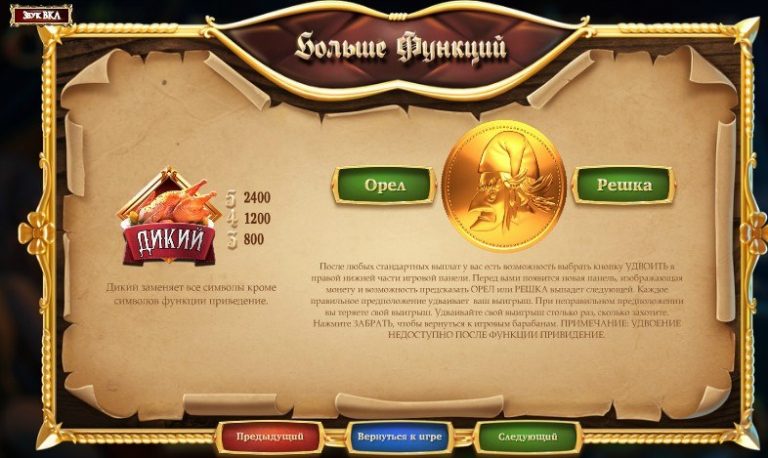 Звук ВКЛ
Больше Функций
5 2400
4 1200
3 800
ДИКИЙ
Дикий заменяет все символы кроме
символов функции приведение.
Орел
Решка
После любых стандартных выплат у вас есть возможность выбрать кнопку УДВОИТЬ в
правой нижней части игровой панели. Перед вами появится новая панель, изображающая
монету и возможность предсказать ОРЕЛ или РЕШКА выпадет следующей. Каждое
правильное предположение удваивает ваш выигрыш. При неправильном предположении
вы теряете свой выигрыш. Удваивайте свой выигрыш столько раз, сколько захотите.
Нажмите ЗАБРАТЬ, чтобы вернуться к игровым барабанам. ПРИМЕЧАНИЕ: УДВОЕНИЕ
НЕДОСТУПНО ПОСЛЕ ФУНКЦИИ ПРИВИДЕНИЕ.
Предыдущий
Вернуться к игре
Следующий